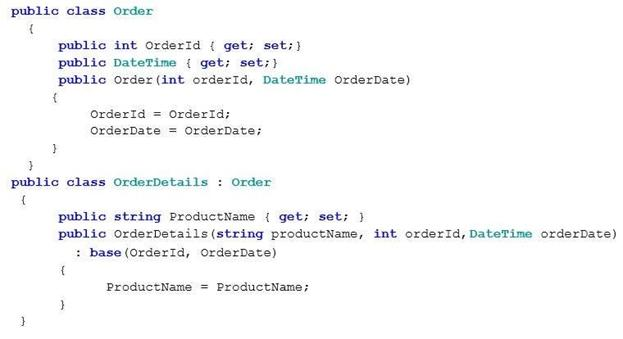 public class Order
{
public int OrderId { get; set;}
public DateTime { get; set;}
public Order(int orderId, DateTime OrderDate)
{
OrderId = OrderId;
OrderDate = OrderDate;
}
}
public class OrderDetails : Order
{
public string ProductName { get; set; }
public OrderDetails(string productName, int orderId,DateTime orderDate)
: base(OrderId, OrderDate)
{
ProductName = ProductName;
}
}